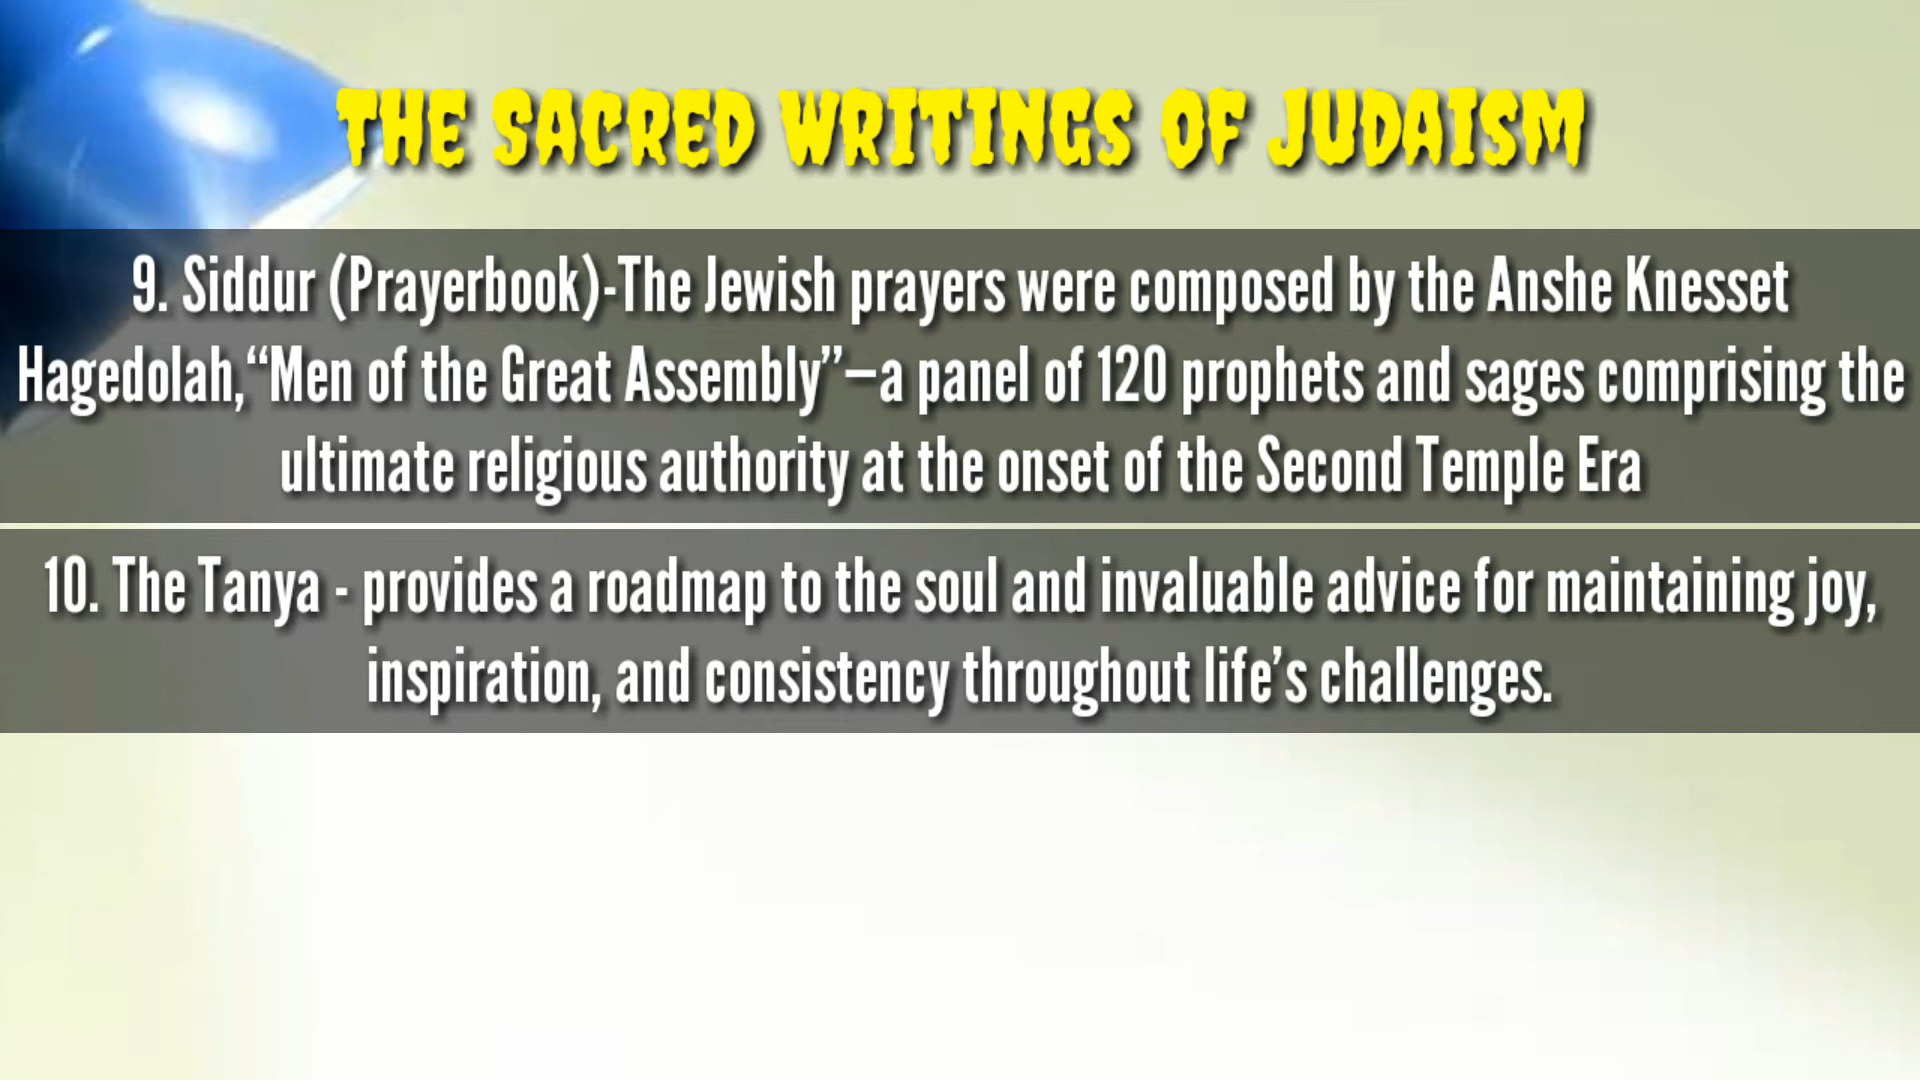 THE SACRED WRITINGS OF JUDAISM
9. Siddur (Prayerbook)-The Jewish prayers were composed by the Anshe Knesset
Hagedolah,“Men of the Great Assembly”—a panel of 120 prophets and sages comprising the
ultimate religious authority at the onset of the Second Temple Era
10. The Tanya - provides a roadmap to the soul and invaluable advice for maintaining joy,
inspiration, and consistency throughout life’s challenges.